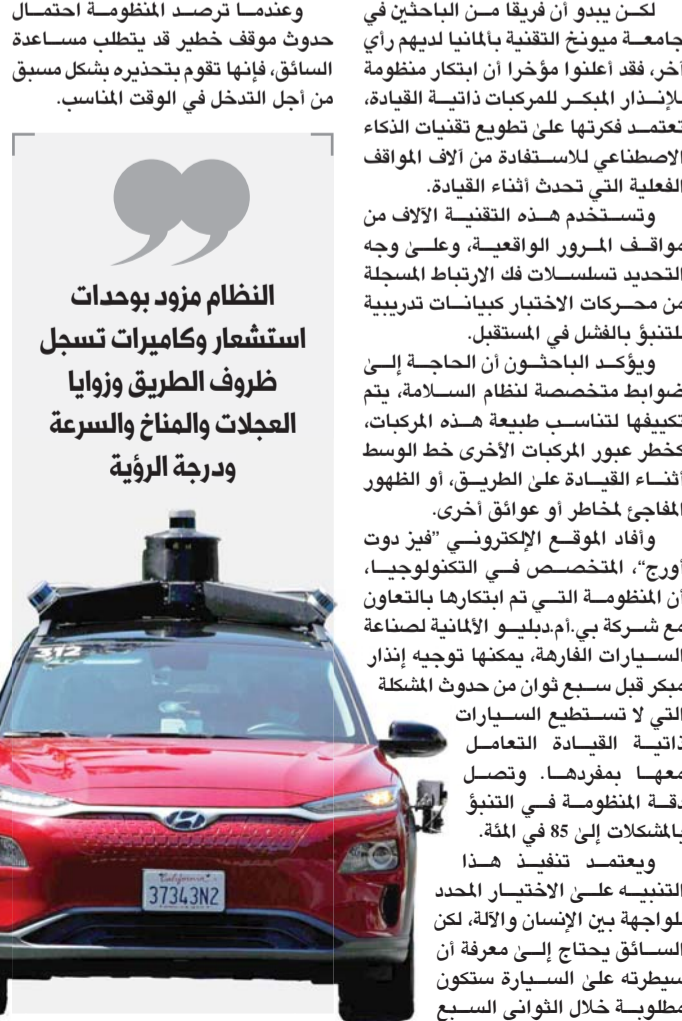 لكن يبدو أن فريقا من الباحثين في
جامعة ميونخ التقنية بألمانيا لديهم رأي
آخر، فقد أعلنوا مؤخرا أن ابتكار منظومة
للإنذار المبكر للمركبات ذاتية القيادة،
تعتمد فكرتها على تطويع تقنيات الذكاء
الاصطناعي للاستفادة من آلاف المواقف
الفعلية التي تحدث أثناء القيادة.
وتستخدم هذه التقنية الآلاف من
مواقف المرور الواقعية، وعلى وجه
التحديد تسلسلات فك الارتباط المسجلة
من محركات الاختبار كبيانات تدريبية
للتنبؤ بالفشل في المستقبل.
ويؤكد الباحثون أن الحاجة إلى
ضوابط متخصصة لنظام السلامة، يتم
تكييفها لتناسب طبيعة هذه المركبات،
كخطر عبور المركبات الأخرى خط الوسط
أثناء القيادة على الطريق، أو الظهور
المفاجئ لمخاطر أو عوائق أخرى.
وأفاد الموقع الإلكتروني ”فيز دوت
أورج“، المتخصص في التكنولوجيا،
أن المنظومة التي تم ابتكارها بالتعاون
مع شركة بي.أم.دبليو الألمانية لصناعة
السيارات الفارهة، يمكنها توجيه إنذار
مبكر قبل سبع ثوان من حدوث المشكلة
التي لا تستطيع السيارات
ذاتية القيادة التعامل
معها بمفردها. وتصل
دقة المنظومة في التنبؤ
بالمشكلات إلى 85 في المئة.
ويعتمد تنفيذ هذا
التنبيه على الاختيار المحدد
لواجهة بين الإنسان والآلة، لكن
السائق يحتاج إلى معرفة أن
سيطرته على السيارة ستكون
مطلوبة خلال الثواني السبع
وعندما ترصد المنظومة احتمال
حدوث موقف خطير قد يتطلب مساعدة
السائق، فإنها تقوم بتحذيره بشكل مسبق
من أجل التدخل في الوقت المناسب.
النظام مزود بوحدات
استشعار وكاميرات تسجل
ظروف الطريق وزوايا
العجلات والمناخ والسرعة
ودرجة الرؤية
312
California
37343N2